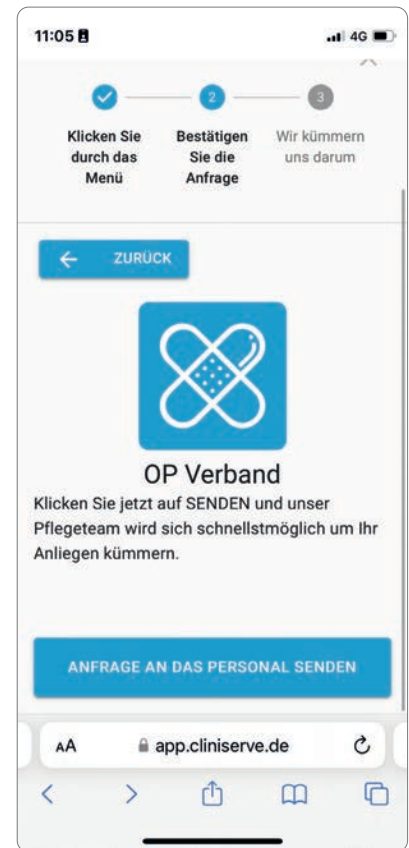 11:05
4G
2
3
Klicken Sie
durch das
Menü
Bestätigen
Sie die
Anfrage
Wir kümmern
uns darum
ZURÜCK
OP Verband
Klicken Sie jetzt auf SENDEN und unser
Pflegeteam wird sich schnellstmöglich um Ihr
Anliegen kümmern.
ANFRAGE AN DAS PERSONAL SENDEN
AA
app.cliniserve.de